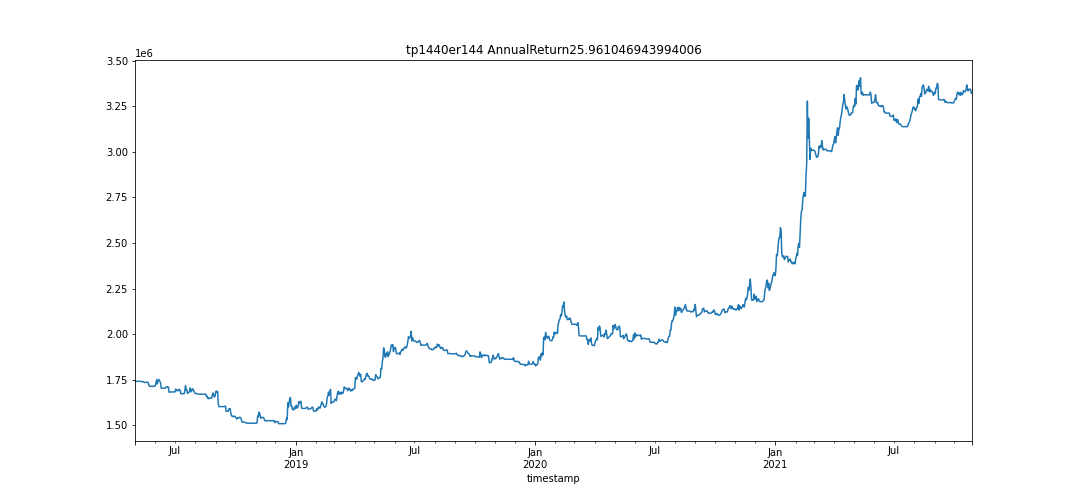 tp1440er144 AnnualReturn25.961046943994006
1e6
3.50
3.25
3.00
2.75
2.50
2.25
2.00
1.75
1.50
Jul Jan Jul Jan Jul Jan Jul
2019 2020 2021
timestamp